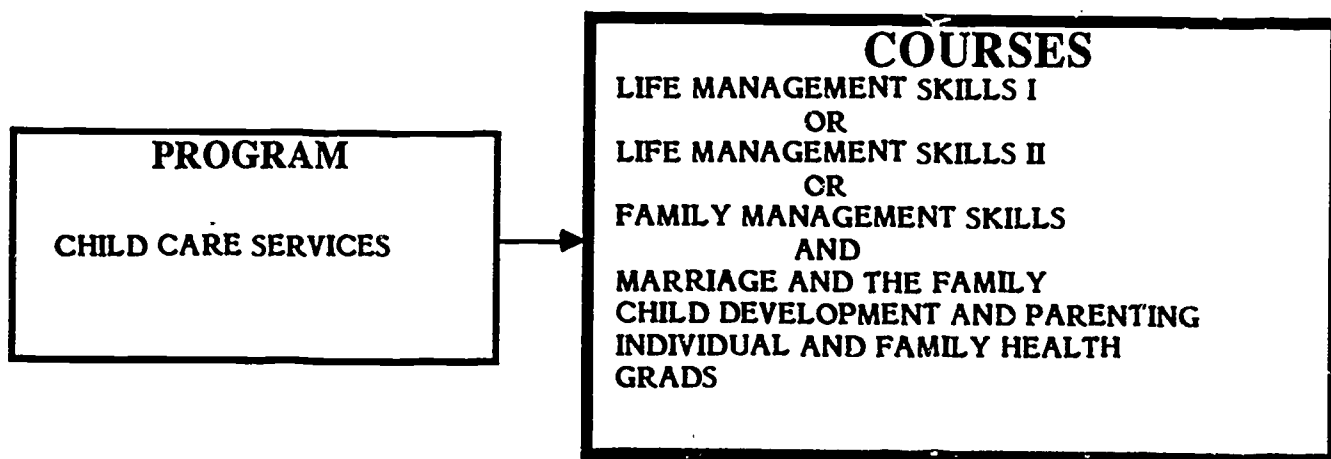 PROGRAM
CHILD CARE SERVICES
COURSES
LIFE MANAGEMENT SKILLS I
OR
LIFE MANAGEMENT SKILLS II
OR
FAMILY MANAGEMENT SKILLS
AND
MARRIAGE AND THE FAMILY
CHILD DEVELOPMENT AND PARENTING
INDIVIDUAL AND FAMILY HEALTH
GRADS